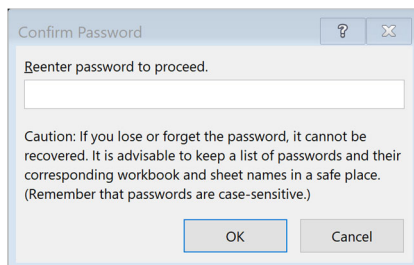 Confirm Password
?
Reenter password to proceed.
Caution: If you lose or forget the password, it cannot be
recovered. It is advisable to keep a list of passwords and their
corresponding workbook and sheet names in a safe place.
(Remember that passwords are case-sensitive.)
OK
Cancel